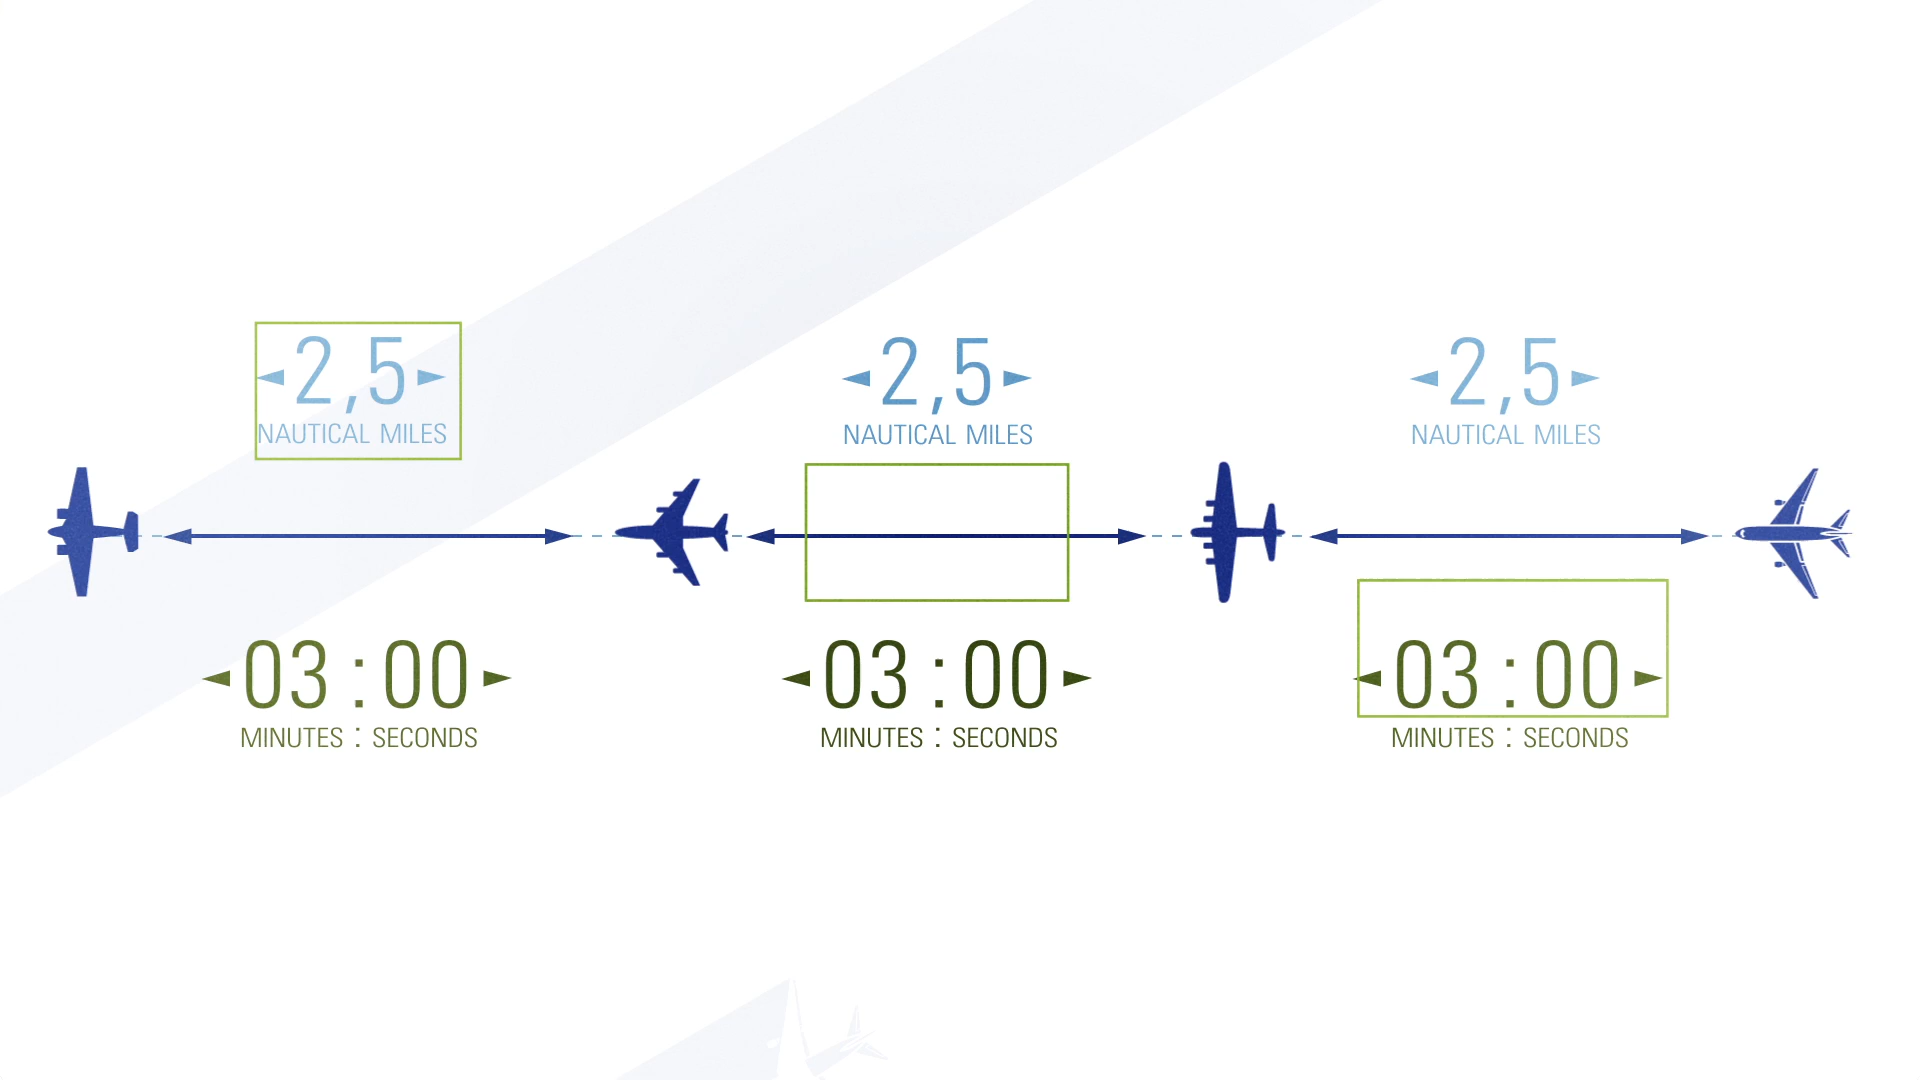 2,5
NAUTICAL MILES
2,5
NAUTICAL MILES
2,5
NAUTICAL MILES
03 : 00
MINUTES : SECONDS
03 : 00
MINUTES : SECONDS
03 : 00
MINUTES : SECONDS